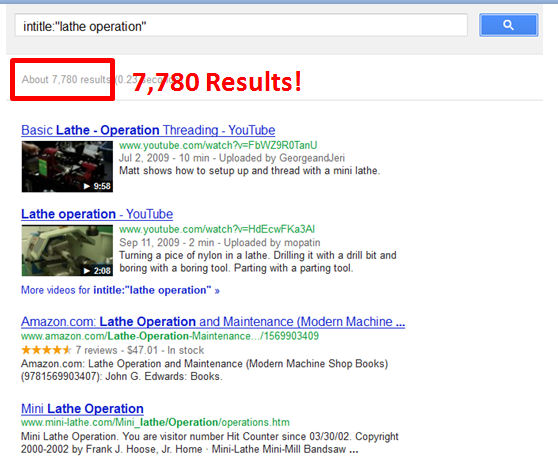 intitle:"lathe operation"
About 7,780 results (0.23 seconds)
7,780 Results!
Basic Lathe - Operation Threading - YouTube
www.youtube.com/watch?v=FbWZ9R0TanU
Jul 2, 2009 - 10 min - Uploaded by GeorgeandJeri
Matt shows how to setup up and thread with a mini lathe.
9:58
Lathe operation - YouTube
www.youtube.com/watch?v=HdEcwFKa3AI
Sep 11, 2009 - 2 min - Uploaded by mopatin
Turning a pice of nylon in a lathe. Drilling it with a drill bit and
boring with a boring tool. Parting with a parting tool.
2:08
More videos for intitle:"lathe operation" »
Amazon.com: Lathe Operation and Maintenance (Modern Machine ...
www.amazon.com/Lathe-Operation-Maintenance.../1569903409
7 reviews - $47.01 - In stock
Amazon.com: Lathe Operation and Maintenance (Modern Machine Shop Books)
(9781569903407): John G. Edwards: Books.
Mini Lathe Operation
www.mini-lathe.com/Mini_lathe/Operation/operations.htm
Mini Lathe Operation. You are visitor number Hit Counter since 03/30/02. Copyright
2000-2002 by Frank J. Hoose, Jr. Home · Mini-Lathe Mini-Mill Bandsaw ...